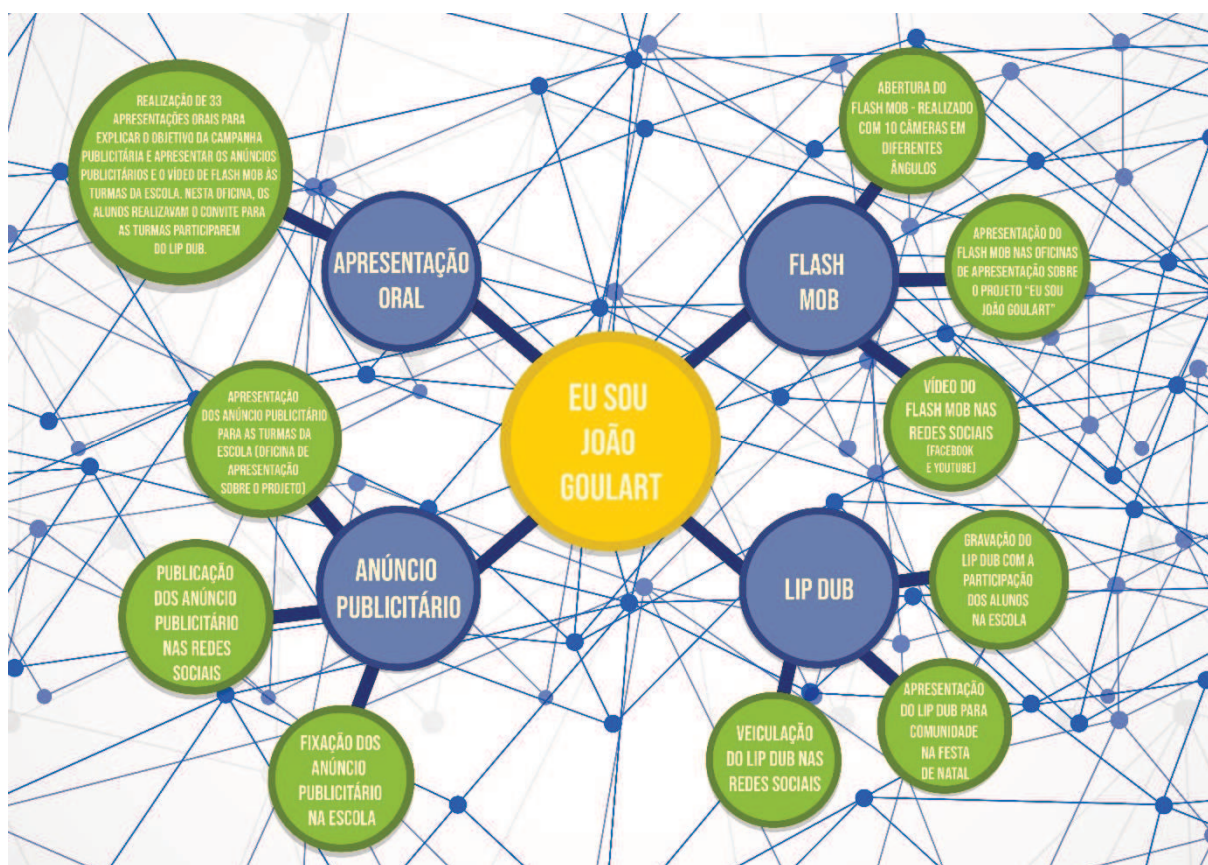 REALIZAÇÃO DE 33
APRESENTAÇÕES ORAIS PARA
EXPLICAR O OBJETIVO DA CAMPANHA
PUBLICITÁRIA E APRESENTAR OS ANÚNCIOS
PUBLICITÁRIOS E O VÍDEO DE FLASH MOB ÀS
TURMAS DA ESCOLA. NESTA OFICINA, OS
ALUNOS REALIZAVAM O CONVITE PARA
AS TURMAS PARTICIPAREM
DO LIP DUB.
APRESENTAÇÃO
ORAL
ABERTURA DO
FLASH MOB - REALIZADO
COM 10 CÂMERAS EM
DIFERENTES
ÂNGULOS
FLASH
MOB
APRESENTAÇÃO DO
FLASH MOB NAS OFICINAS
DE APRESENTAÇÃO SOBRE
O PROJETO "EU SOU
JOÃO GOULART"
VÍDEO DO
FLASH MOB NAS
REDES SOCIAIS
(FACEBOOK
E YOUTUBE)
EU SOU
JOÃO
GOULART
APRESENTAÇÃO
DOS ANÚNCIO PUBLICITÁRIO
PARA AS TURMAS DA
ESCOLA (OFICINA DE
APRESENTAÇÃO
SOBRE O PROJETO)
ANÚNCIO
PUBLICITÁRIO
PUBLICAÇÃO
DOS ANÚNCIO
PUBLICITÁRIO
NAS REDES
SOCIAIS
FIXAÇÃO DOS
ANÚNCIO
PUBLICITÁRIO
NA ESCOLA
LIP DUB
GRAVAÇÃO DO
LIP DUB COM A
PARTICIPAÇÃO
DOS ALUNOS
NA ESCOLA
APRESENTAÇÃO
DO LIP DUB PARA
COMUNIDADE
NA FESTA
DE NATAL
VEICULAÇÃO
DO LIP DUB NAS
REDES SOCIAIS